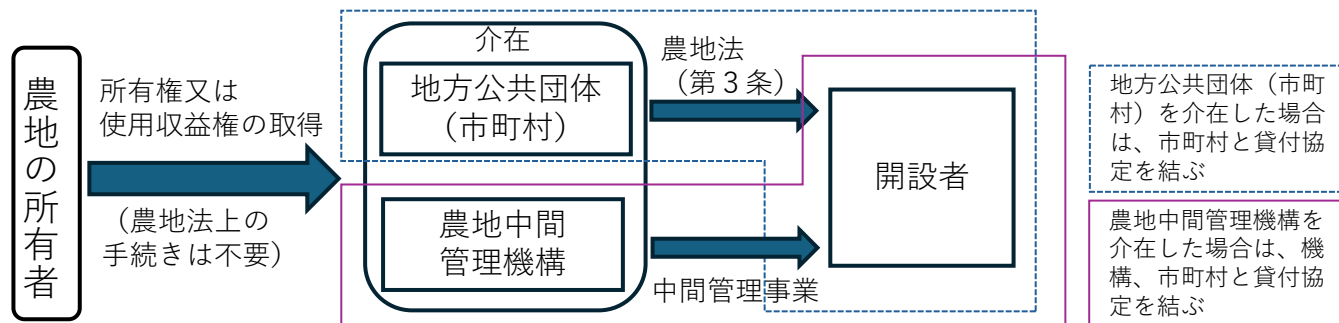 農地の所有者
所有権又は
使用収益権の取得
（農地法上の
手続きは不要）
介在
地方公共団体
（市町村）
農地中間
管理機構
農地法
（第３条）
中間管理事業
開設者
地方公共団体（市町
村）を介在した場合
は、市町村と貸付協
定を結ぶ
農地中間管理機構を
介在した場合は、機
構、市町村と貸付協
定を結ぶ